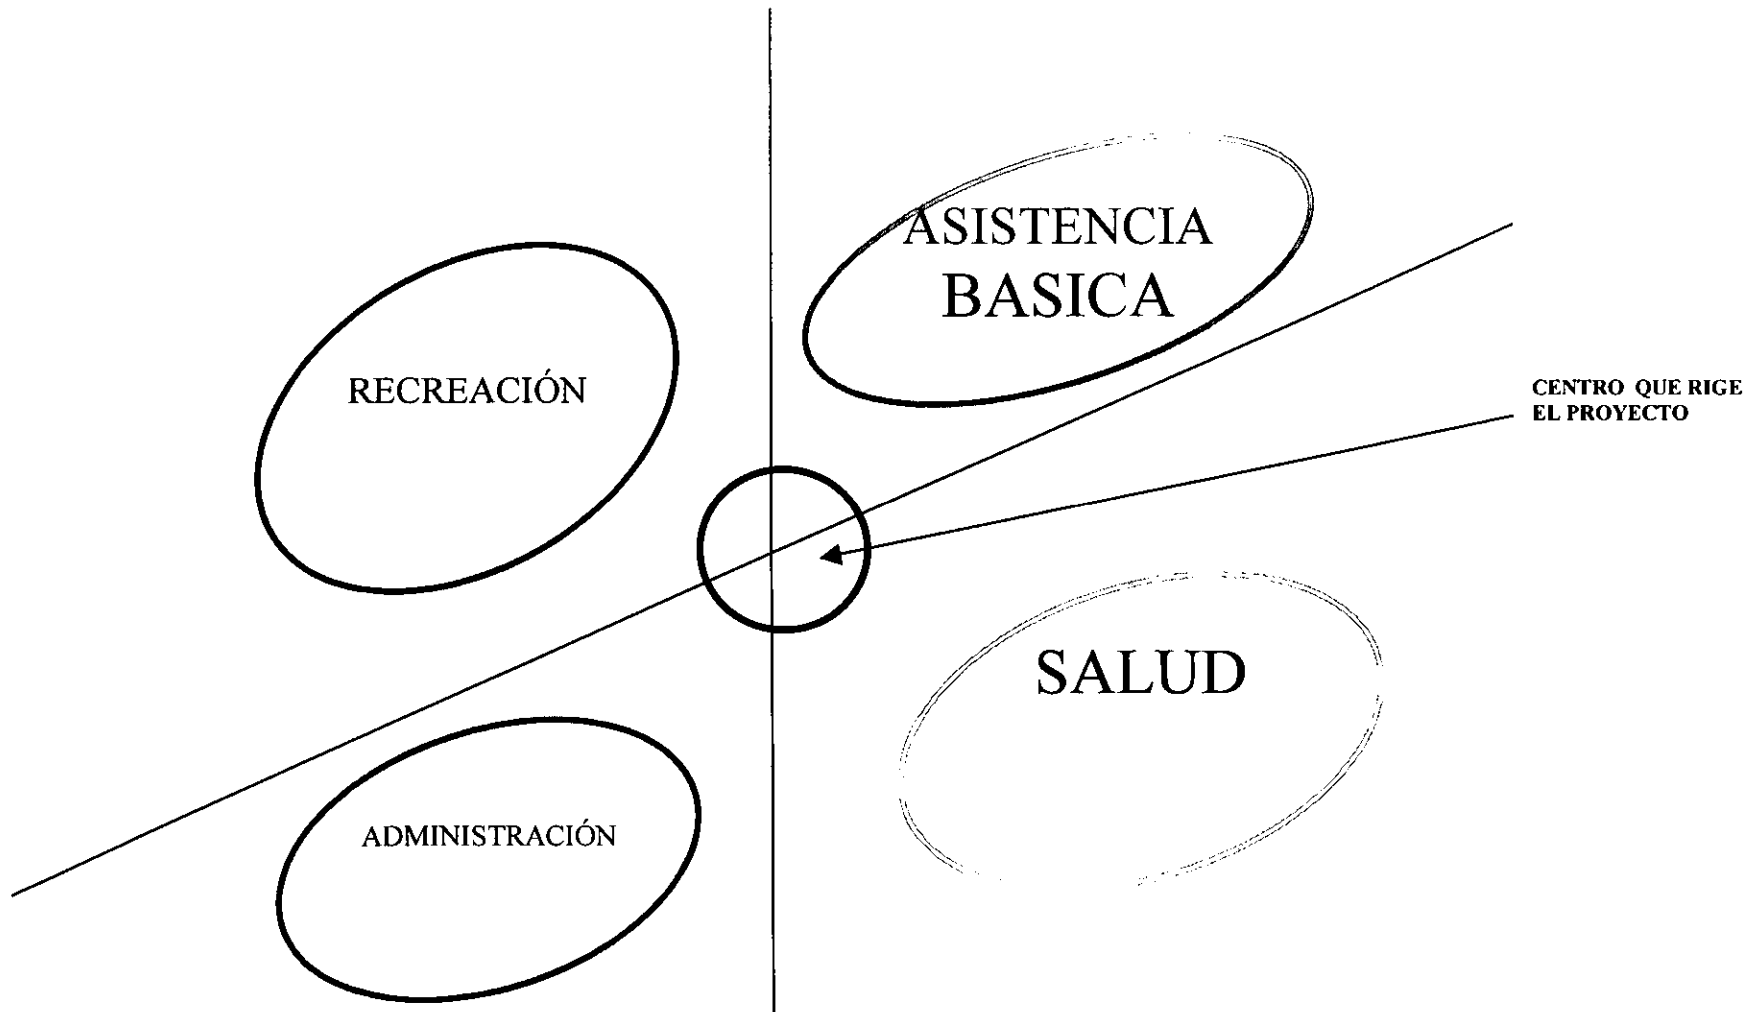 ASISTENCIA
BASICA
RECREACIÓN
CENTRO QUE RIGE
EL PROYECTO
SALUD
ADMINISTRACIÓN